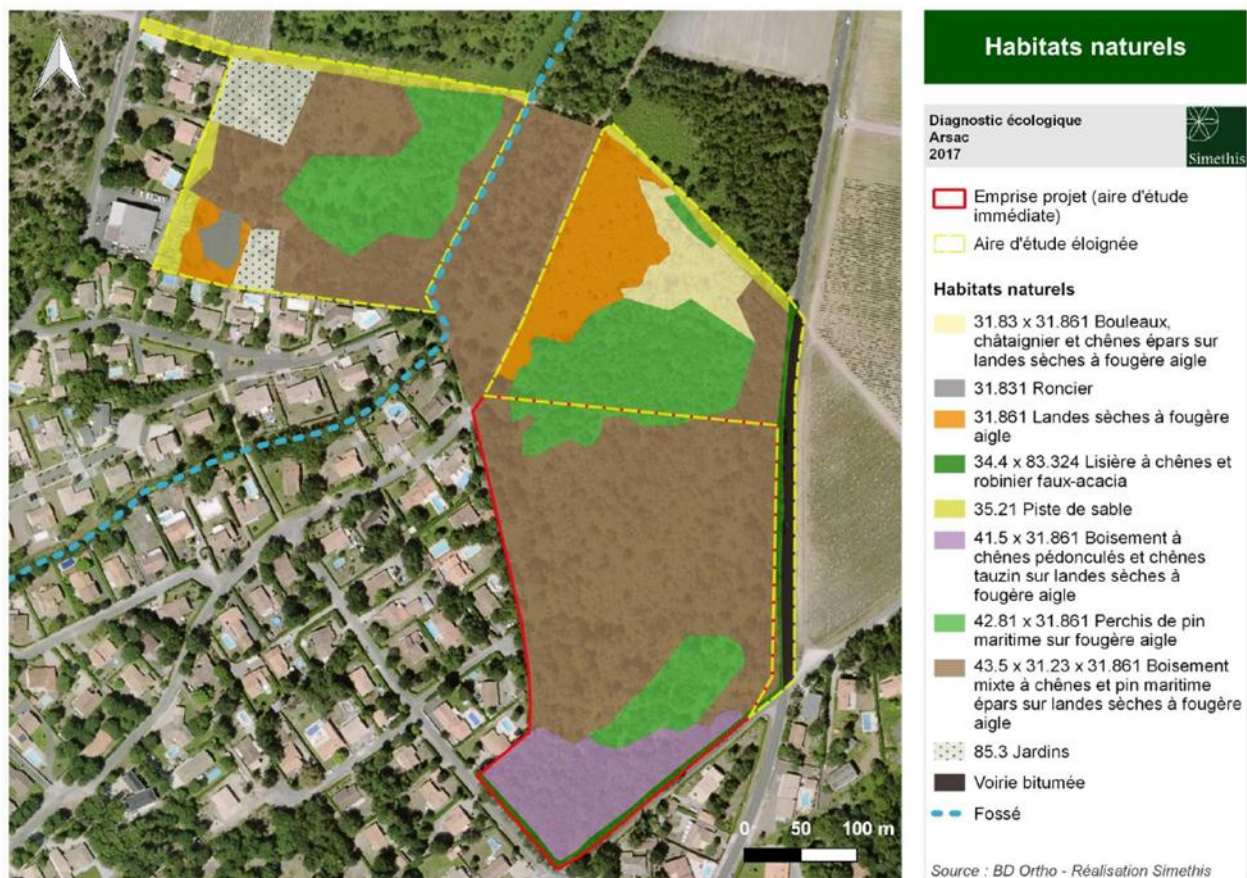 Habitats naturels
Diagnostic écologique
Arsac
2017
Simethis
Emprise projet (aire d'étude
immédiate)
Aire d'étude éloignée
Habitats naturels
31.83 x 31.861 Bouleaux,
châtaignier et chênes épars sur
landes sèches à fougère aigle
31.831 Roncier
31.861 Landes sèches à fougère
aigle
34.4 x 83.324 Lisière à chênes et
robinier faux-acacia
35.21 Piste de sable
41.5 x 31.861 Boisement à
chênes pédonculés et chênes
tauzin sur landes sèches à
fougère aigle
42.81 x 31.861 Perchis de pin
maritime sur fougère aigle
43.5 x 31.23 x 31.861 Boisement
mixte à chênes et pin maritime
épars sur landes sèches à fougère
aigle
85.3 Jardins
Voirie bitumée
Fossé
0 50 100 m
Source : BD Ortho - Réalisation Simethis